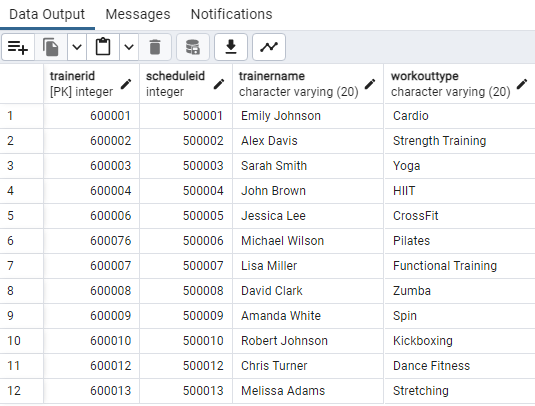 Data Output Messages Notifications
trainerid scheduleid trainername workouttype
[PK] integer integer character varying (20) character varying (20)
1 600001 500001 Emily Johnson Cardio
2 600002 500002 Alex Davis Strength Training
3 600003 500003 Sarah Smith Yoga
4 600004 500004 John Brown HIIT
5 600006 500005 Jessica Lee CrossFit
6 600076 500006 Michael Wilson Pilates
7 600007 500007 Lisa Miller Functional Training
8 600008 500008 David Clark Zumba
9 600009 500009 Amanda White Spin
10 600010 500010 Robert Johnson Kickboxing
11 600012 500012 Chris Turner Dance Fitness
12 600013 500013 Melissa Adams Stretching